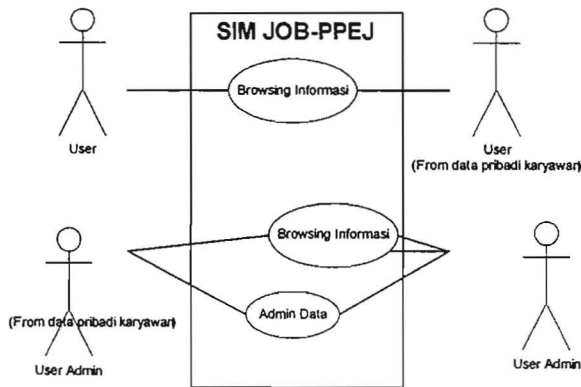 SIM JOB-PPEJ
Browsing Informasi
User
User
(From data pribadi karyawan)
Browsing Informasi
(From data pribadi karyawan)
User Admin
Admin Data
User Admin